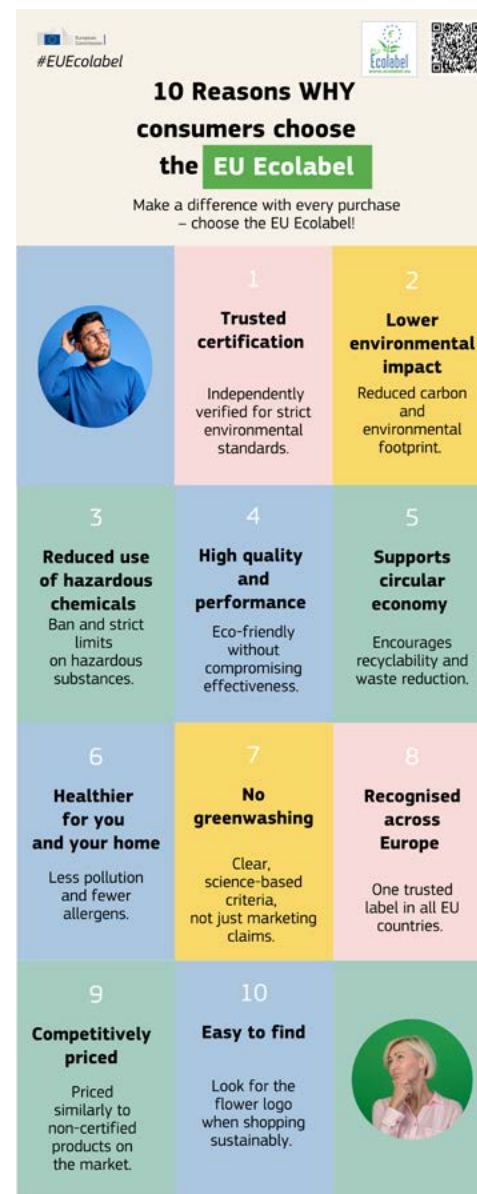 European
Commission
#EUEcolabel
EU
Ecolabel
www.ecolabel.eu
10 Reasons WHY
consumers choose
the EU Ecolabel
Make a difference with every purchase
– choose the EU Ecolabel!
1
Trusted
certification
Independently
verified for strict
environmental
standards.
2
Lower
environmental
impact
Reduced carbon
and
environmental
footprint.
3
Reduced use
of hazardous
chemicals
Ban and strict
limits
on hazardous
substances.
4
High quality
and
performance
Eco-friendly
without
compromising
effectiveness.
5
Supports
circular
economy
Encourages
recyclability and
waste reduction.
6
Healthier
for you
and your home
Less pollution
and fewer
allergens.
7
No
greenwashing
Clear,
science-based
criteria,
not just marketing
claims.
8
Recognised
across
Europe
One trusted
label in all EU
countries.
9
Competitively
priced
Priced
similarly to
non-certified
products on
the market.
10
Easy to find
Look for the
flower logo
when shopping
sustainably.